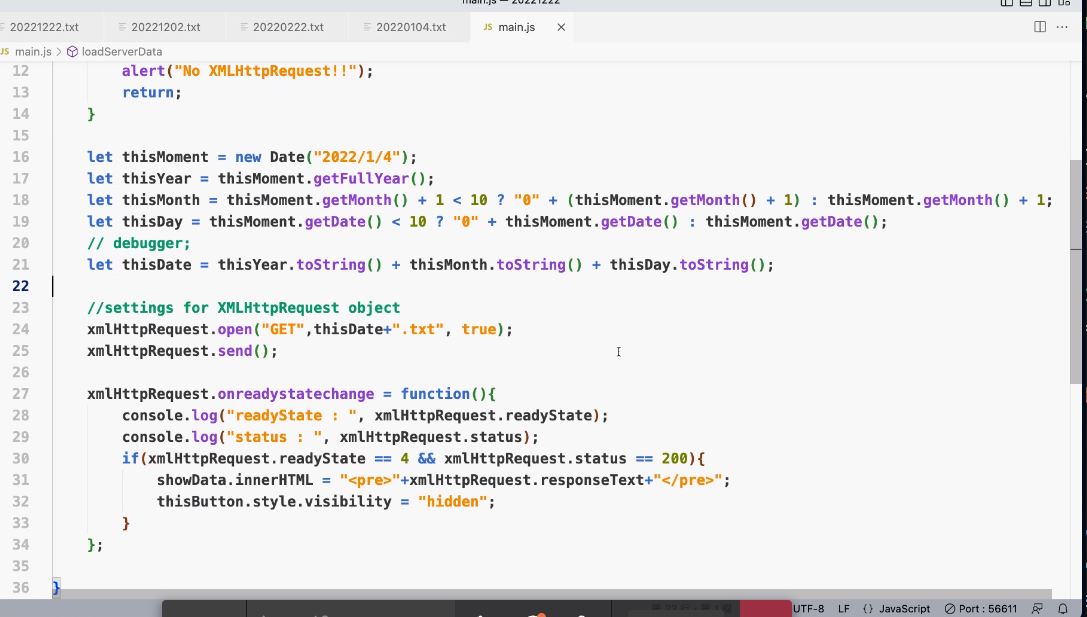 main.js — 20221222
20221222.txt 20221202.txt 20220222.txt 20220104.txt JS main.js
JS main.js > loadServerData
12 alert("No XMLHttpRequest!!");
13 return;
14 }
15
16 let thisMoment = new Date("2022/1/4");
17 let thisYear = thisMoment.getFullYear();
18 let thisMonth = thisMoment.getMonth() + 1 < 10 ? "0" + (thisMoment.getMonth() + 1) : thisMoment.getMonth() + 1;
19 let thisDay = thisMoment.getDate() < 10 ? "0" + thisMoment.getDate() : thisMoment.getDate();
20 // debugger;
21 let thisDate = thisYear.toString() + thisMonth.toString() + thisDay.toString();
22
23 //settings for XMLHttpRequest object
24 xmlHttpRequest.open("GET",thisDate+".txt", true);
25 xmlHttpRequest.send();
26
27 xmlHttpRequest.onreadystatechange = function(){
28 console.log("readyState : ", xmlHttpRequest.readyState);
29 console.log("status : ", xmlHttpRequest.status);
30 if(xmlHttpRequest.readyState == 4 && xmlHttpRequest.status == 200){
31 showData.innerHTML = "<pre>"+xmlHttpRequest.responseText+"</pre>";
32 thisButton.style.visibility = "hidden";
33 }
34 };
35
36 }
UTF-8 LF {} JavaScript Port : 56611